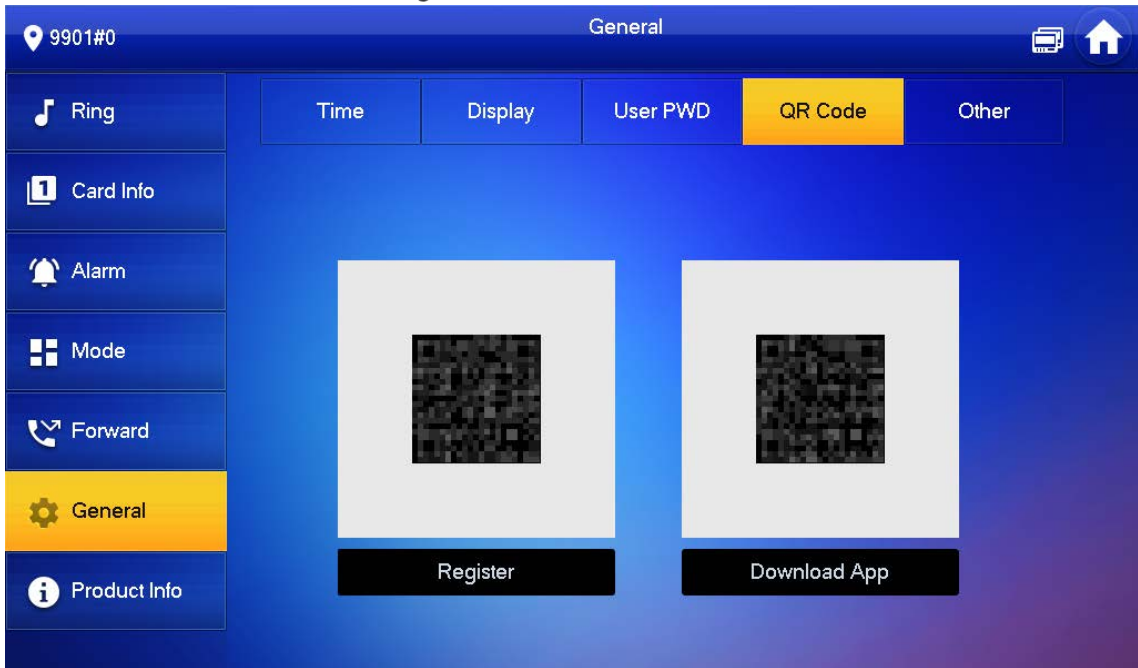 General
9901#0
Ring
Time Display User PWD QR Code Other
1 Card Info
Alarm
Mode
Forward
General
Product Info
Register Download App